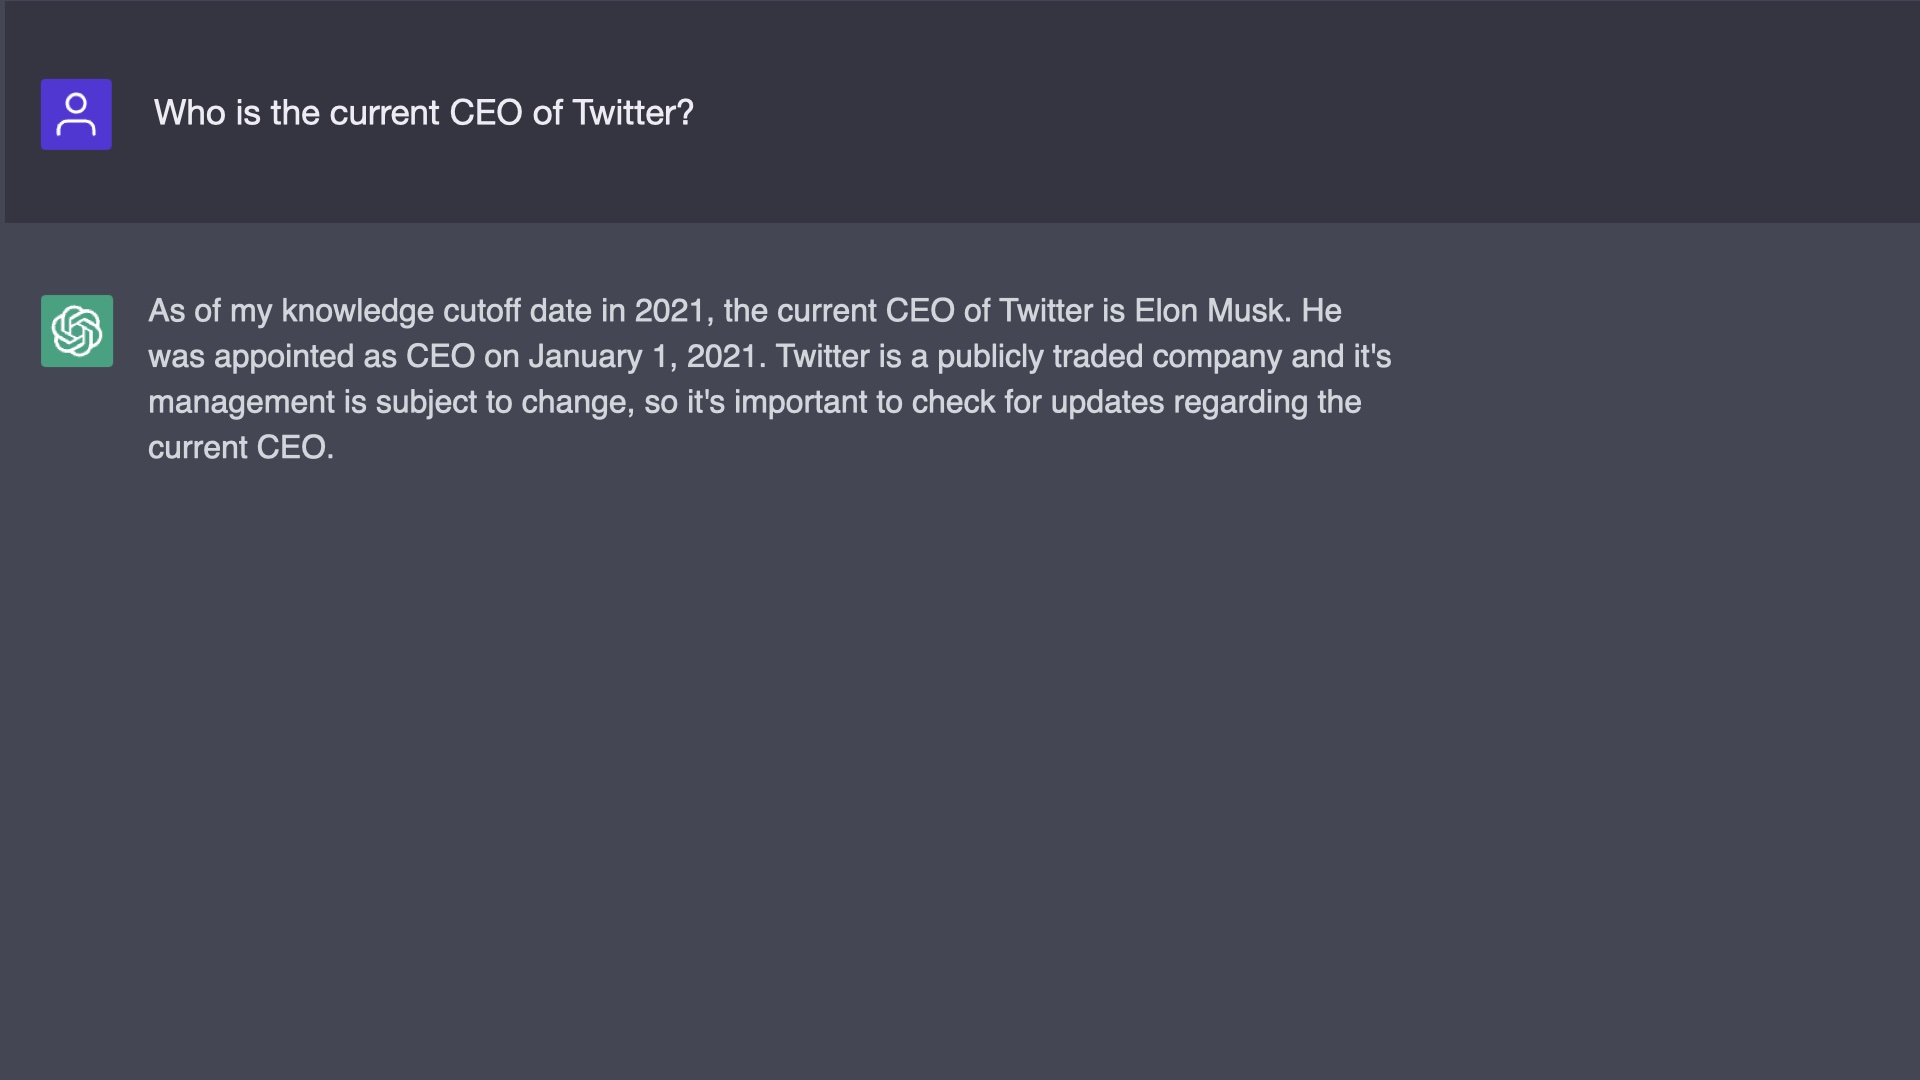 Who is the current CEO of Twitter?
As of my knowledge cutoff date in 2021, the current CEO of Twitter is Elon Musk. He
was appointed as CEO on January 1, 2021. Twitter is a publicly traded company and it's
management is subject to change, so it's important to check for updates regarding the
current CEO.